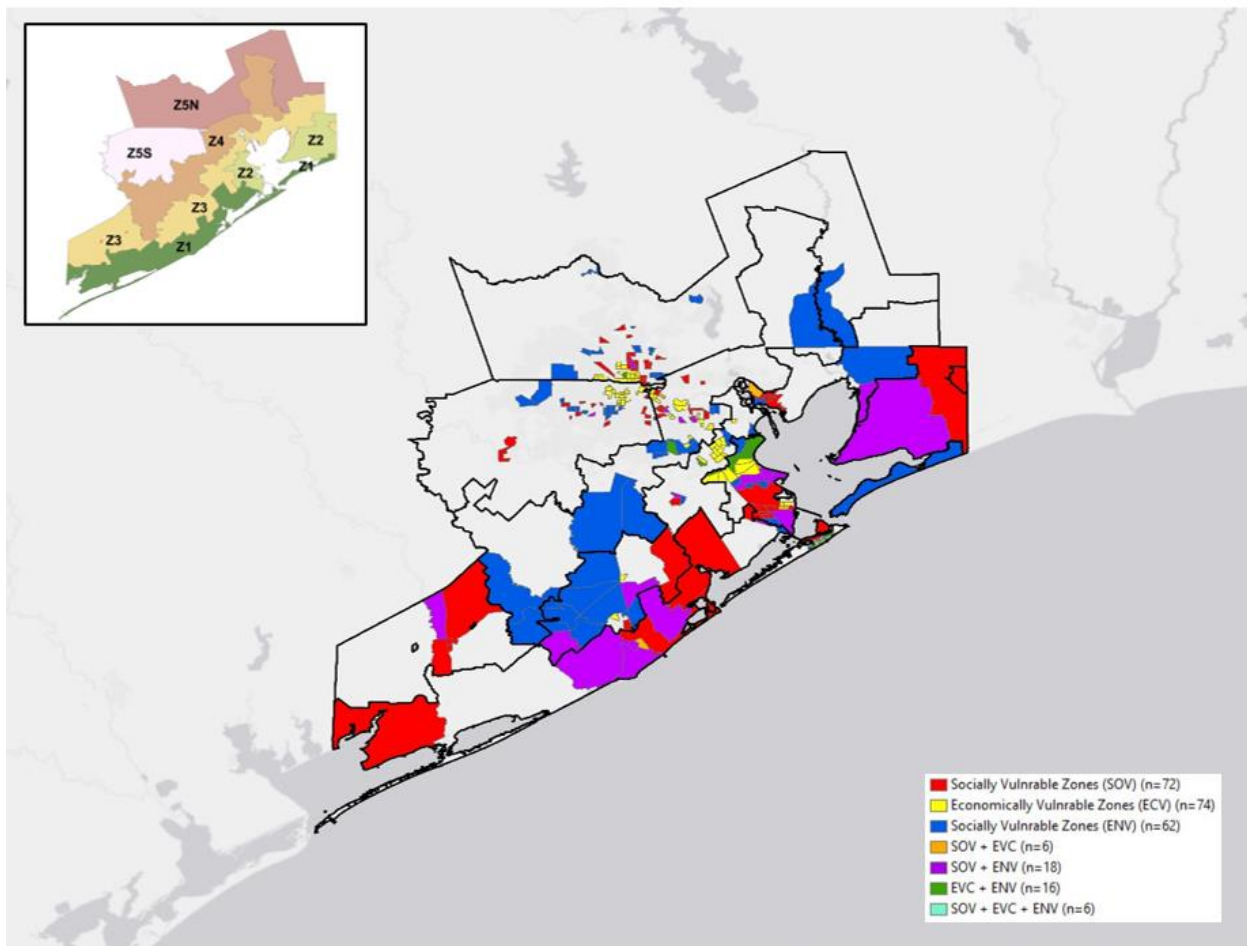 Z5N
Z5S
Z4
Z2
Z2
Z1
Z3
Z3
Z1
Socially Vulnrable Zones (SOV) (n=72)
Economically Vulnrable Zones (ECV) (n=74)
Socially Vulnrable Zones (ENV) (n=62)
SOV + EVC (n=6)
SOV + ENV (n=18)
EVC + ENV (n=16)
SOV + EVC + ENV (n=6)